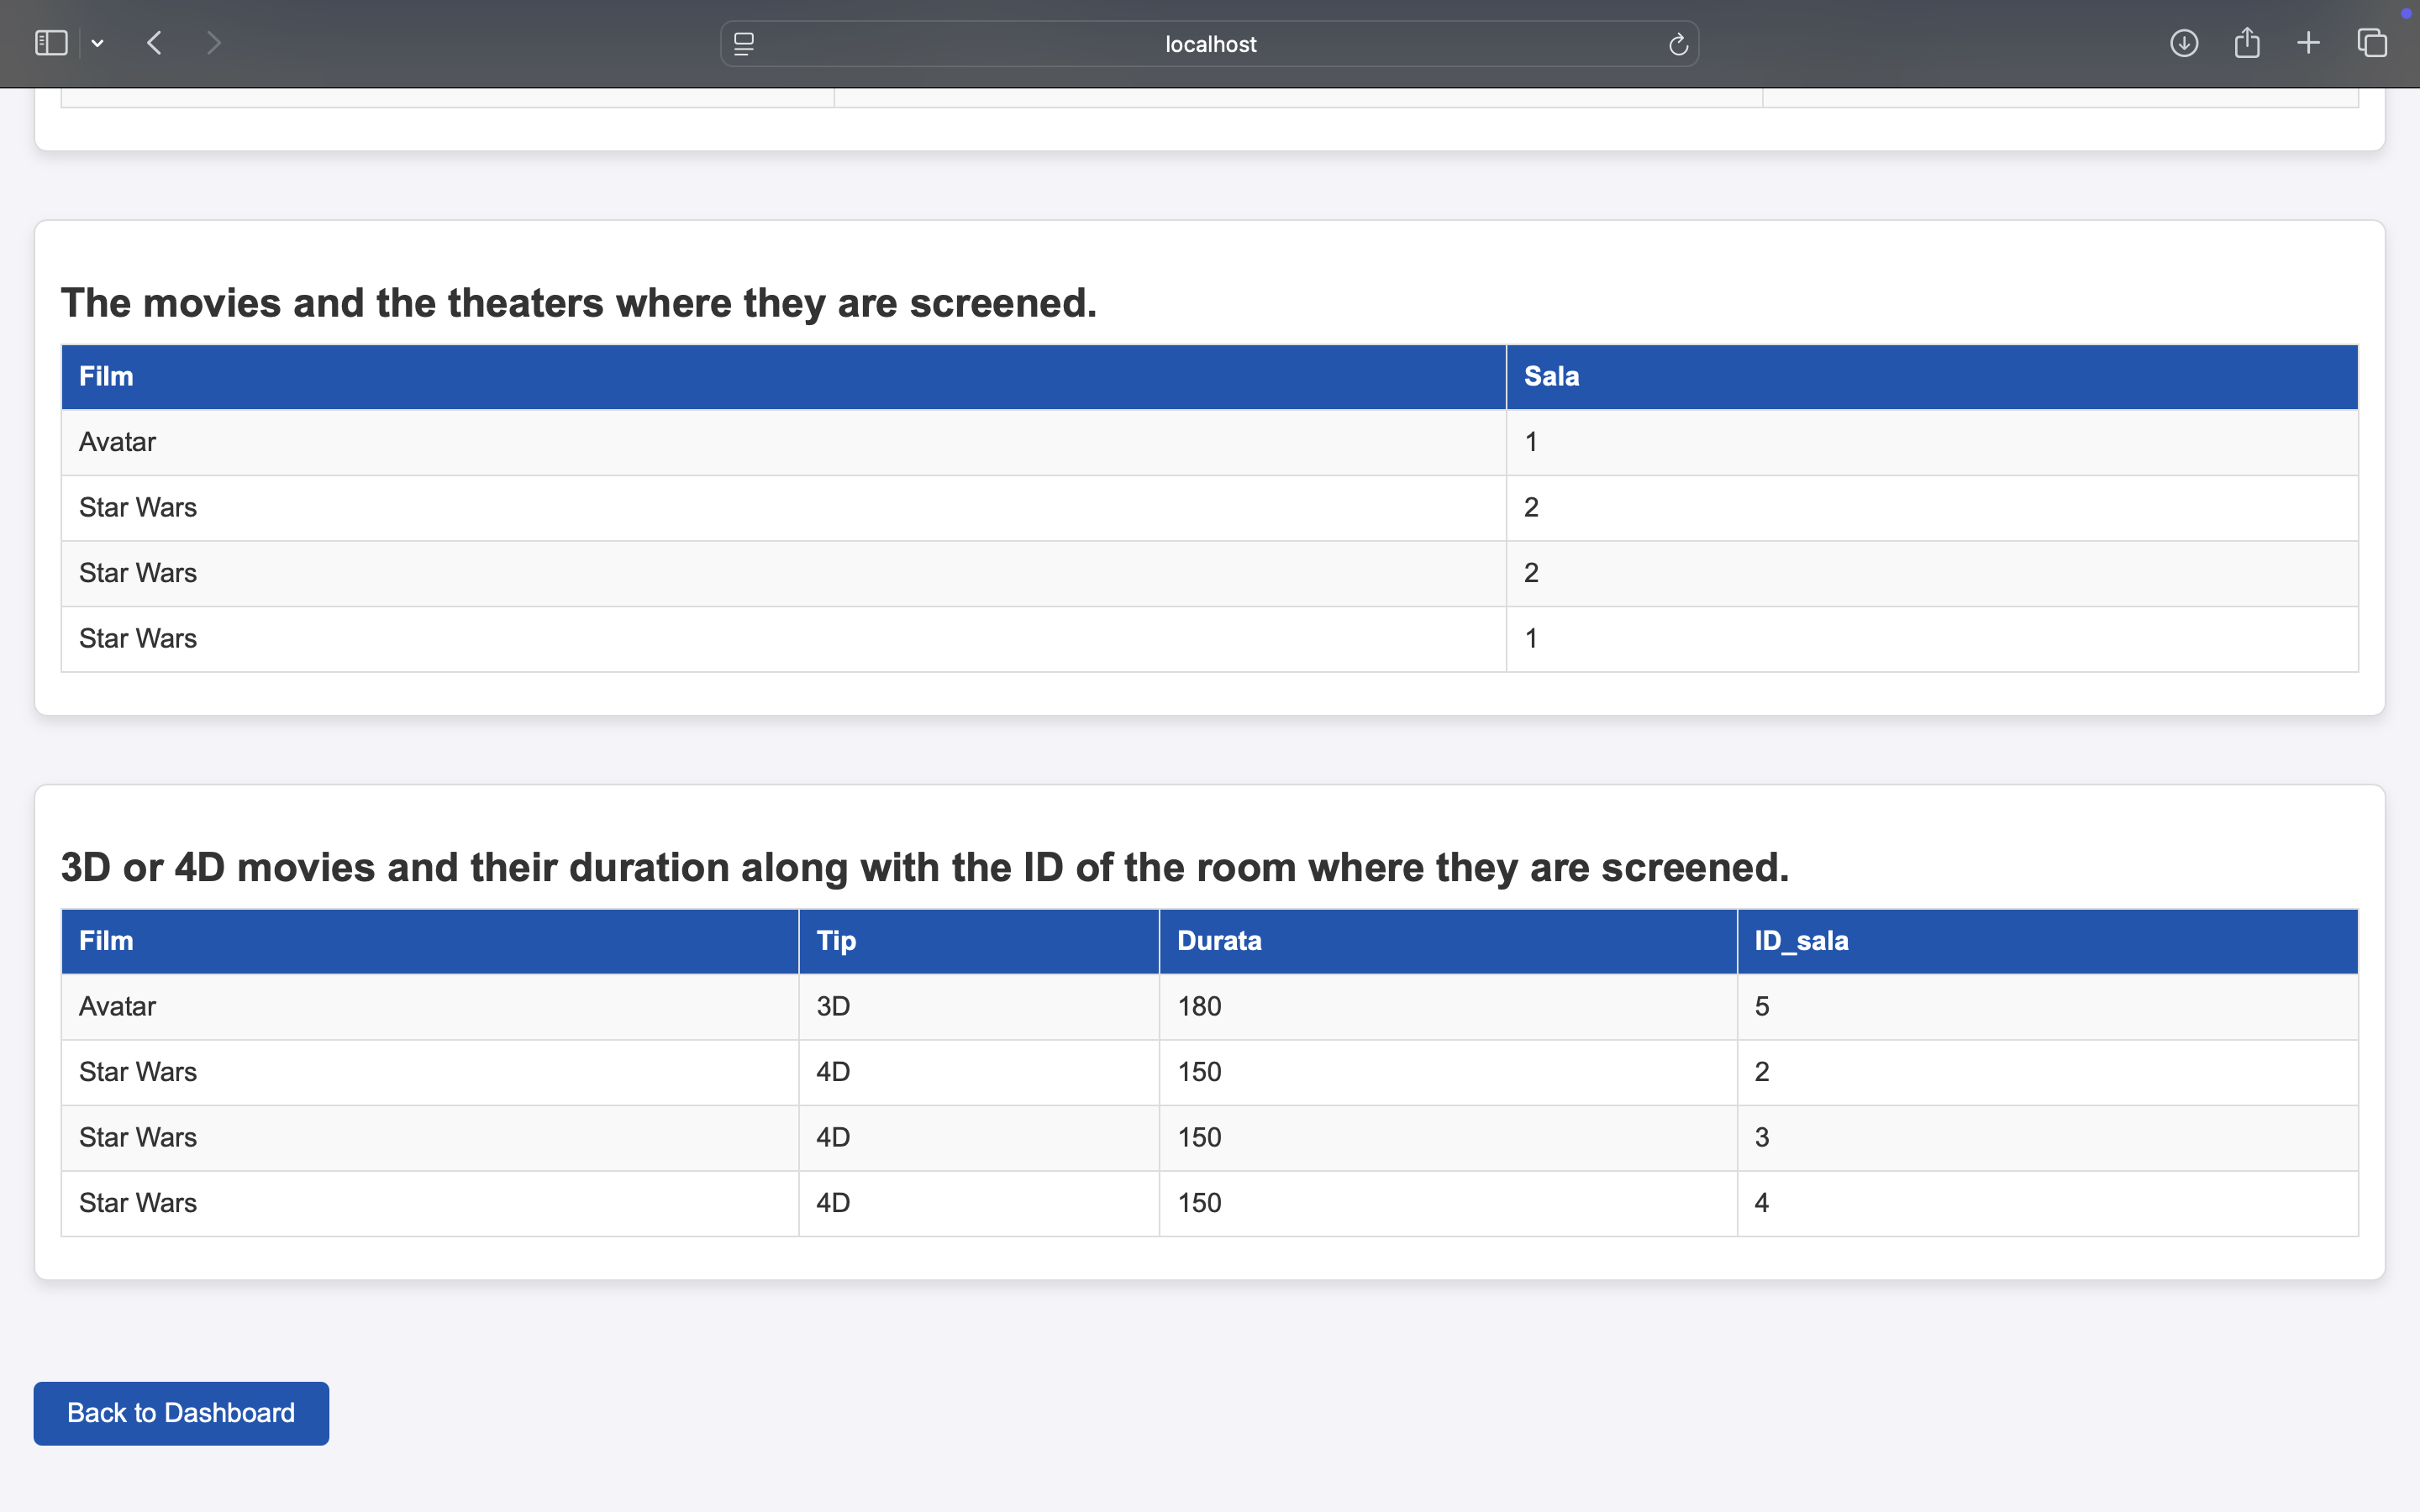 localhost
The movies and the theaters where they are screened.
Film Sala
Avatar 1
Star Wars 2
Star Wars 2
Star Wars 1
3D or 4D movies and their duration along with the ID of the room where they are screened.
Film Tip Durata ID_sala
Avatar 3D 180 5
Star Wars 4D 150 2
Star Wars 4D 150 3
Star Wars 4D 150 4
Back to Dashboard